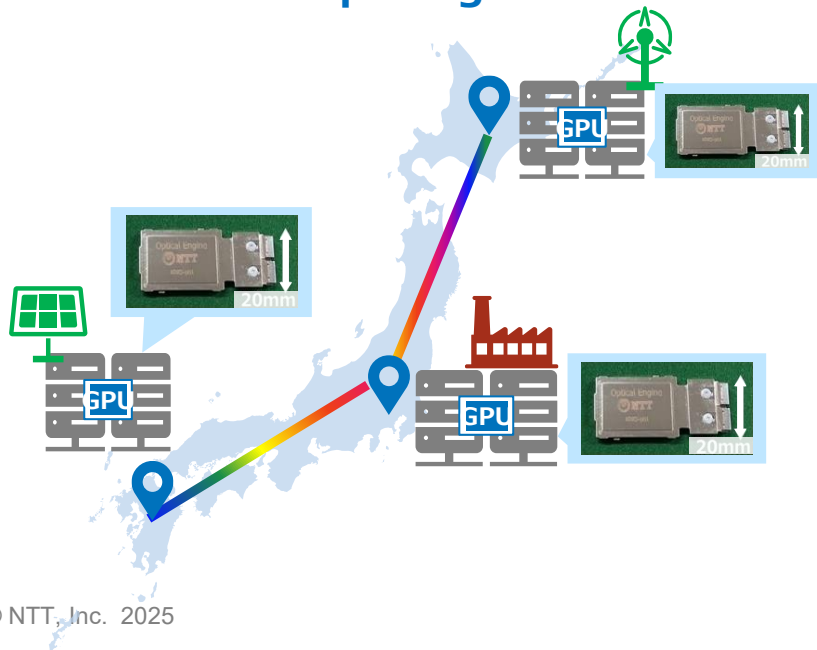 GPU
Optical Engine
NTT
20mm
Optical Engine
NTT
20mm
GPU
GPU
Optical Engine
NTT
20mm
NTT, Inc. 2025